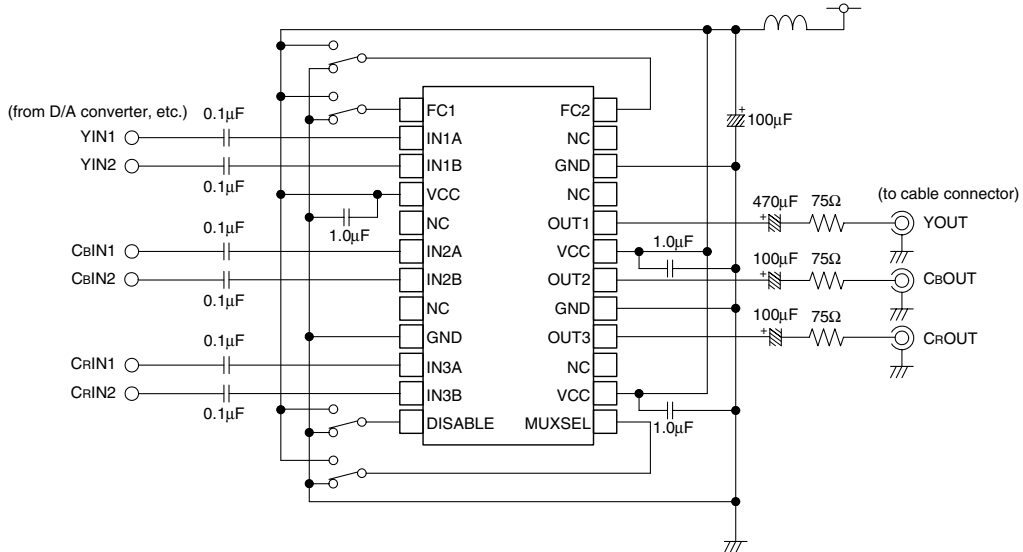 (from D/A converter, etc.)
0.1µF
YIN1
YIN2
0.1µF
1.0µF
0.1µF
CBIN1
CBIN2
0.1µF
0.1µF
CRIN1
CRIN2
0.1µF
FC1
IN1A
IN1B
VCC
NC
IN2A
IN2B
NC
GND
IN3A
IN3B
DISABLE
FC2
NC
GND
NC
OUT1
VCC
OUT2
GND
OUT3
NC
VCC
MUXSEL
+
100µF
(to cable connector)
470µF 75Ω
+
YOUT
1.0µF
100µF 75Ω
+
CBOUT
100µF 75Ω
+
CROUT
1.0µF